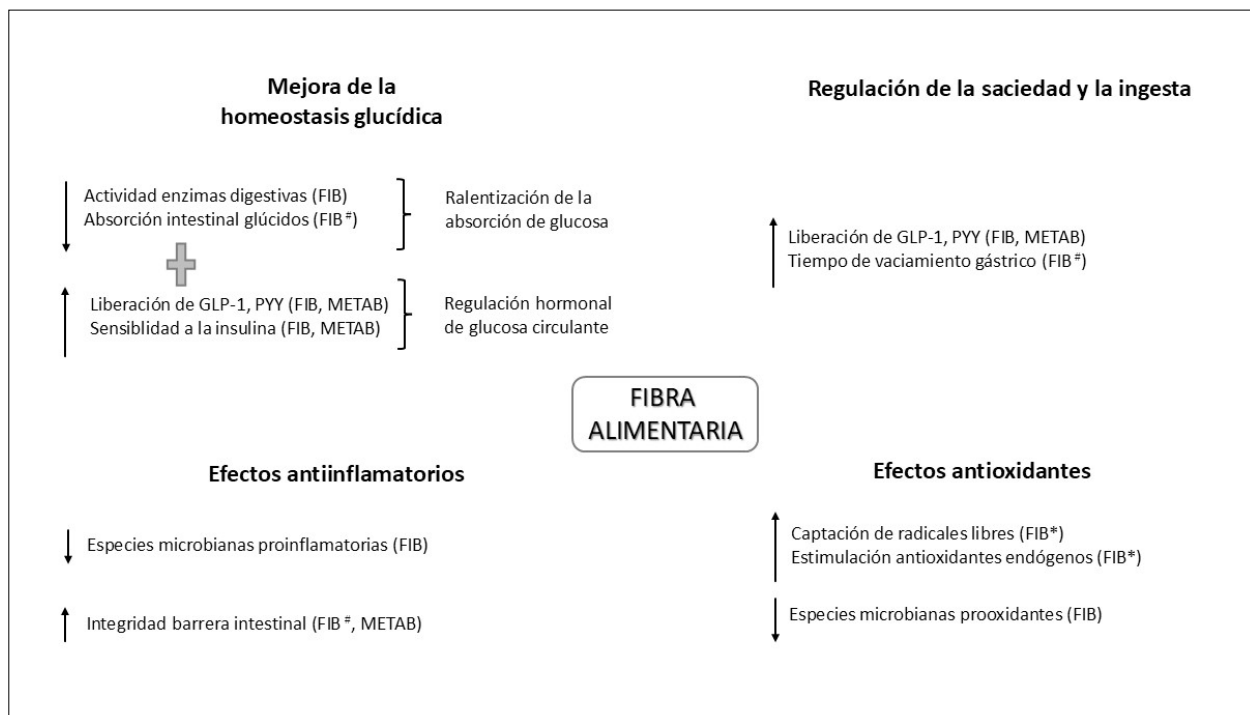 Mejora de la
homeostasis glucídica
Actividad enzimas digestivas (FIB)
Absorción intestinal glúcidos (FIB #)
Ralentización de la
absorción de glucosa
Liberación de GLP-1, PYY (FIB, METAB)
Sensiblidad a la insulina (FIB, METAB)
Regulación hormonal
de glucosa circulante
Regulación de la saciedad y la ingesta
Liberación de GLP-1, PYY (FIB, METAB)
Tiempo de vaciamiento gástrico (FIB#)
FIBRA
ALIMENTARIA
Efectos antiinflamatorios
Especies microbianas proinflamatorias (FIB)
Integridad barrera intestinal (FIB #, METAB)
Efectos antioxidantes
Captación de radicales libres (FIB*)
Estimulación antioxidantes endógenos (FIB*)
Especies microbianas prooxidantes (FIB)